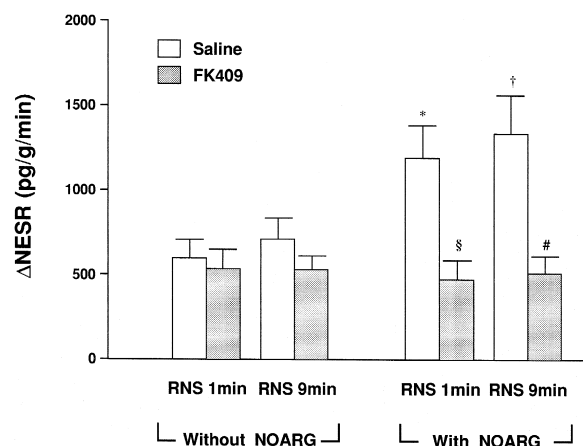 2000
1500
1000
500
0
ΔNESR (pg/g/min)
Saline
FK409
*
†
§
#
RNS 1min RNS 9min RNS 1min RNS 9min
Without NOARG With NOARG